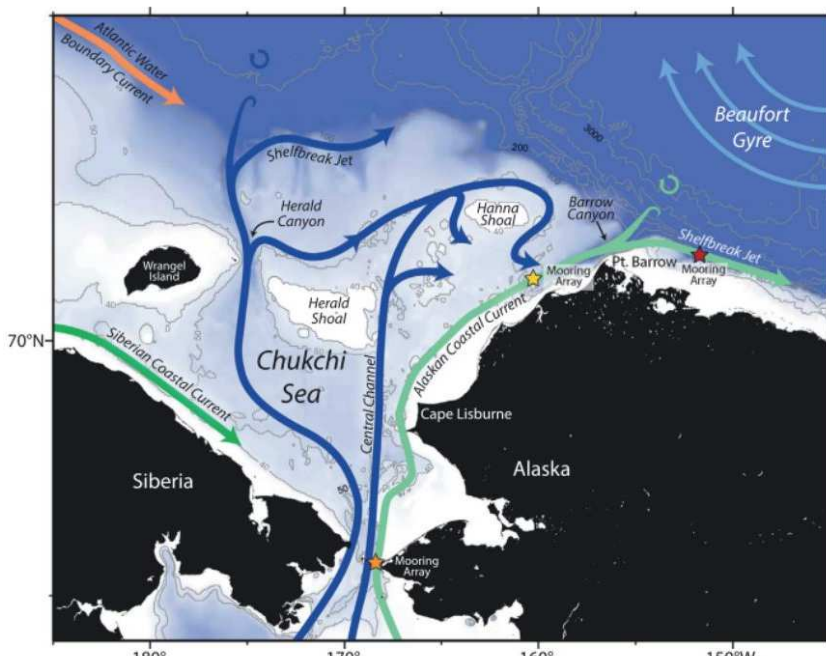 Atlantic Water
Boundary Current
Beaufort
Gyre
3000
200
Shelfbreak Jet
Herald
Canyon
Hanna
Shoal
40
Barrow
Canyon
Shelfbreak Jet
Wrangel
Island
Mooring
Array
Pt. Barrow
Mooring
Array
Herald
Shoal
70°N
Siberian Coastal Current
Chukchi
Sea
Central Channel
Alaskan Coastal Current
Cape Lisburne
Siberia
Alaska
50
Mooring
Array